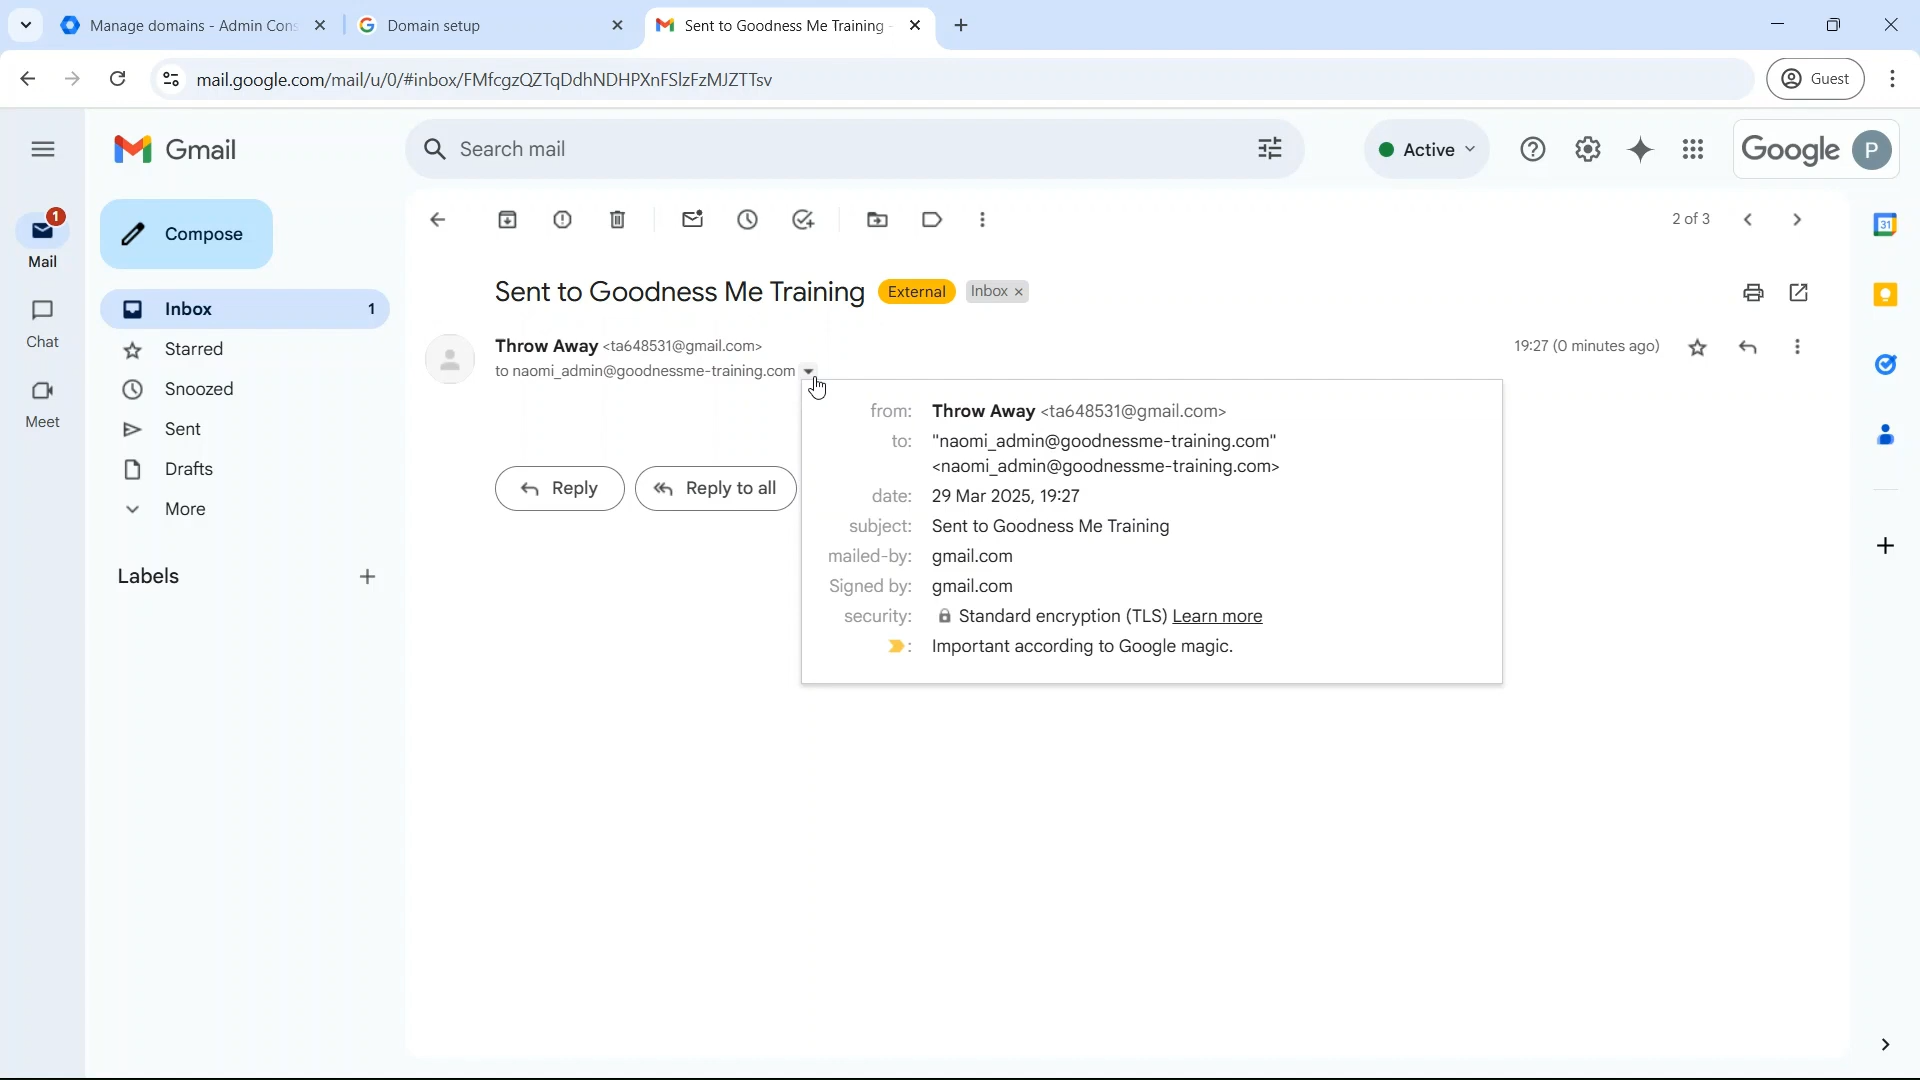 Manage domains - Admin Cons
Domain setup
Sent to Goodness Me Training -
mail.google.com/mail/u/0/#inbox/FMfcgzQZTqDdhNDHPXnFSlzFzMJZTTsv
Guest
Gmail
Search mail
Active
Google
P
1
Mail
Chat
Meet
Compose
Inbox 1
Starred
Snoozed
Sent
Drafts
More
Labels
2 of 3
Sent to Goodness Me Training External Inbox ×
Throw Away <ta648531@gmail.com>
19:27 (0 minutes ago)
to naomi_admin@goodnessme-training.com
Reply
Reply to all
from: Throw Away <ta648531@gmail.com>
to: "naomi_admin@goodnessme-training.com"
<naomi_admin@goodnessme-training.com>
date: 29 Mar 2025, 19:27
subject: Sent to Goodness Me Training
mailed-by: gmail.com
Signed by: gmail.com
security: Standard encryption (TLS) Learn more
: Important according to Google magic.
31